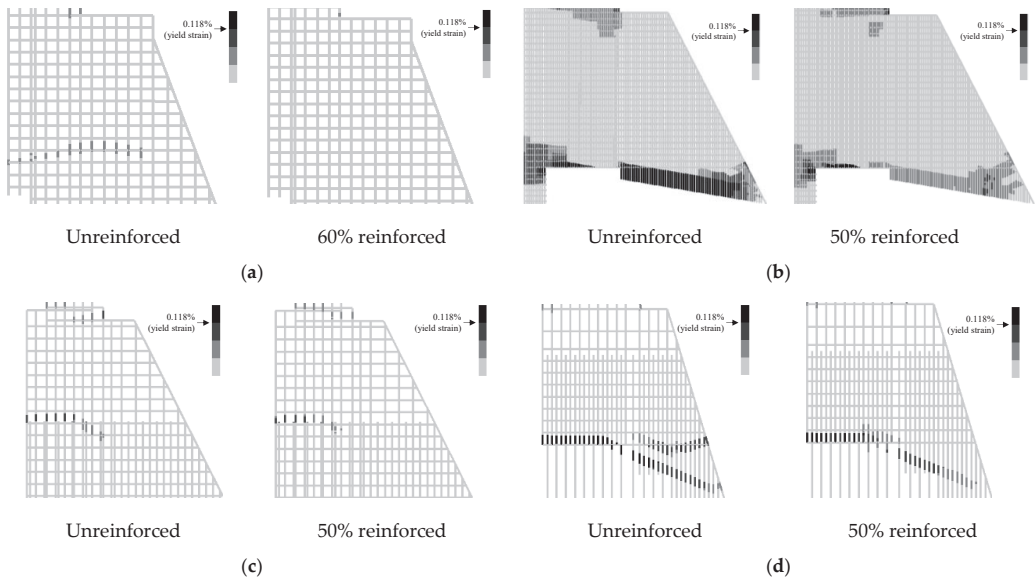 (a)
0.118%
(yield strain)
0.118%
(yield strain)
Unreinforced
60% reinforced
(b)
0.118%
(yield strain)
0.118%
(yield strain)
Unreinforced
50% reinforced
(c)
0.118%
(yield strain)
0.118%
(yield strain)
Unreinforced
50% reinforced
(d)
0.118%
(yield strain)
0.118%
(yield strain)
Unreinforced
50% reinforced